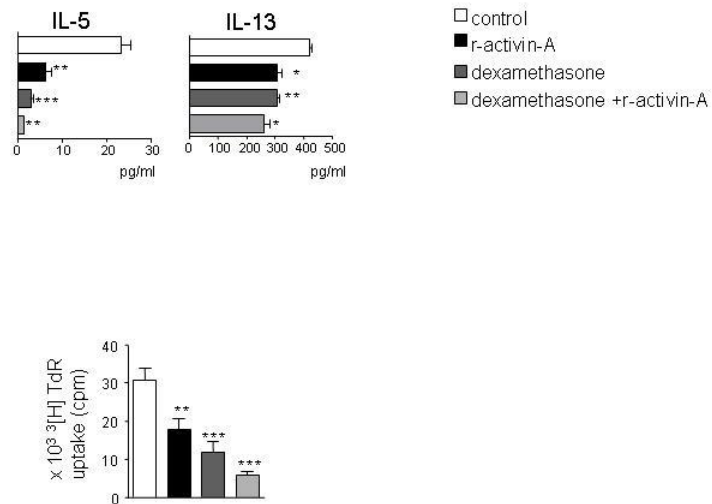 IL-5
**
***
**
0 10 20 30
pg/ml
IL-13
*
**
*
0 100 200 300 400 500
pg/ml
control
r-activin-A
dexamethasone
dexamethasone +r-activin-A
x 10³ ³[H] TdR
uptake (cpm)
40
30
20
10
0
**
***
***